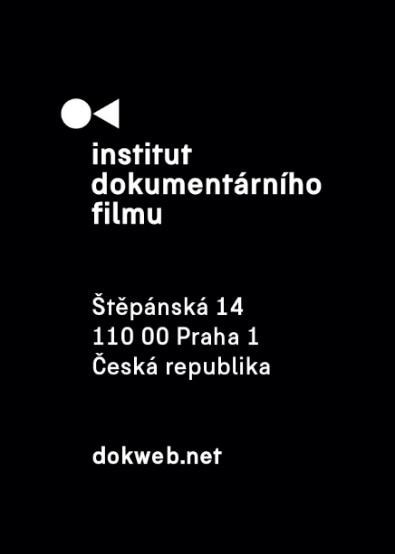 institut
dokumentárního
filmu
Štěpánská 14
110 00 Praha 1
Česká republika
dokweb.net